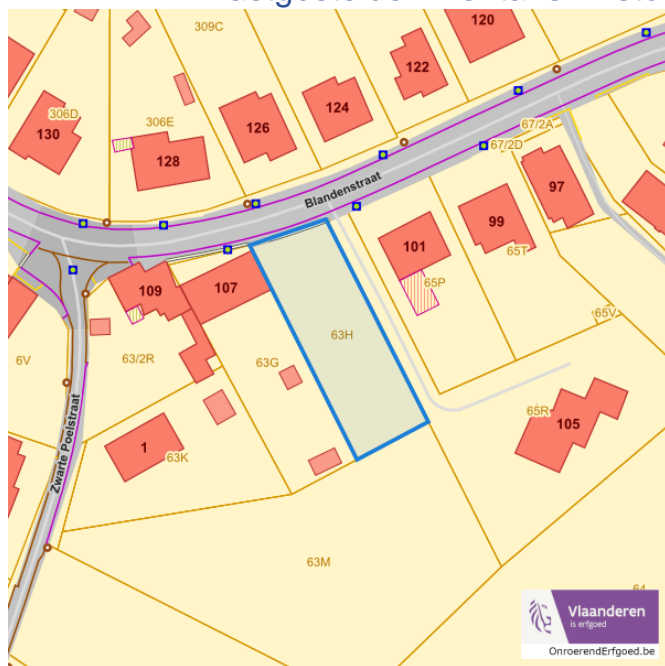 309C
120
122
124
126
306D
130
306E
128
67/2A
67/2D
97
99
101
65P
65T
65V
Blandenstraat
109
107
63H
63G
63/2R
6V
Zwarte Poelstraat
1
63K
65R
105
63M
64
Vlaanderen
is erfgoed
OnroerendErfgoed.be